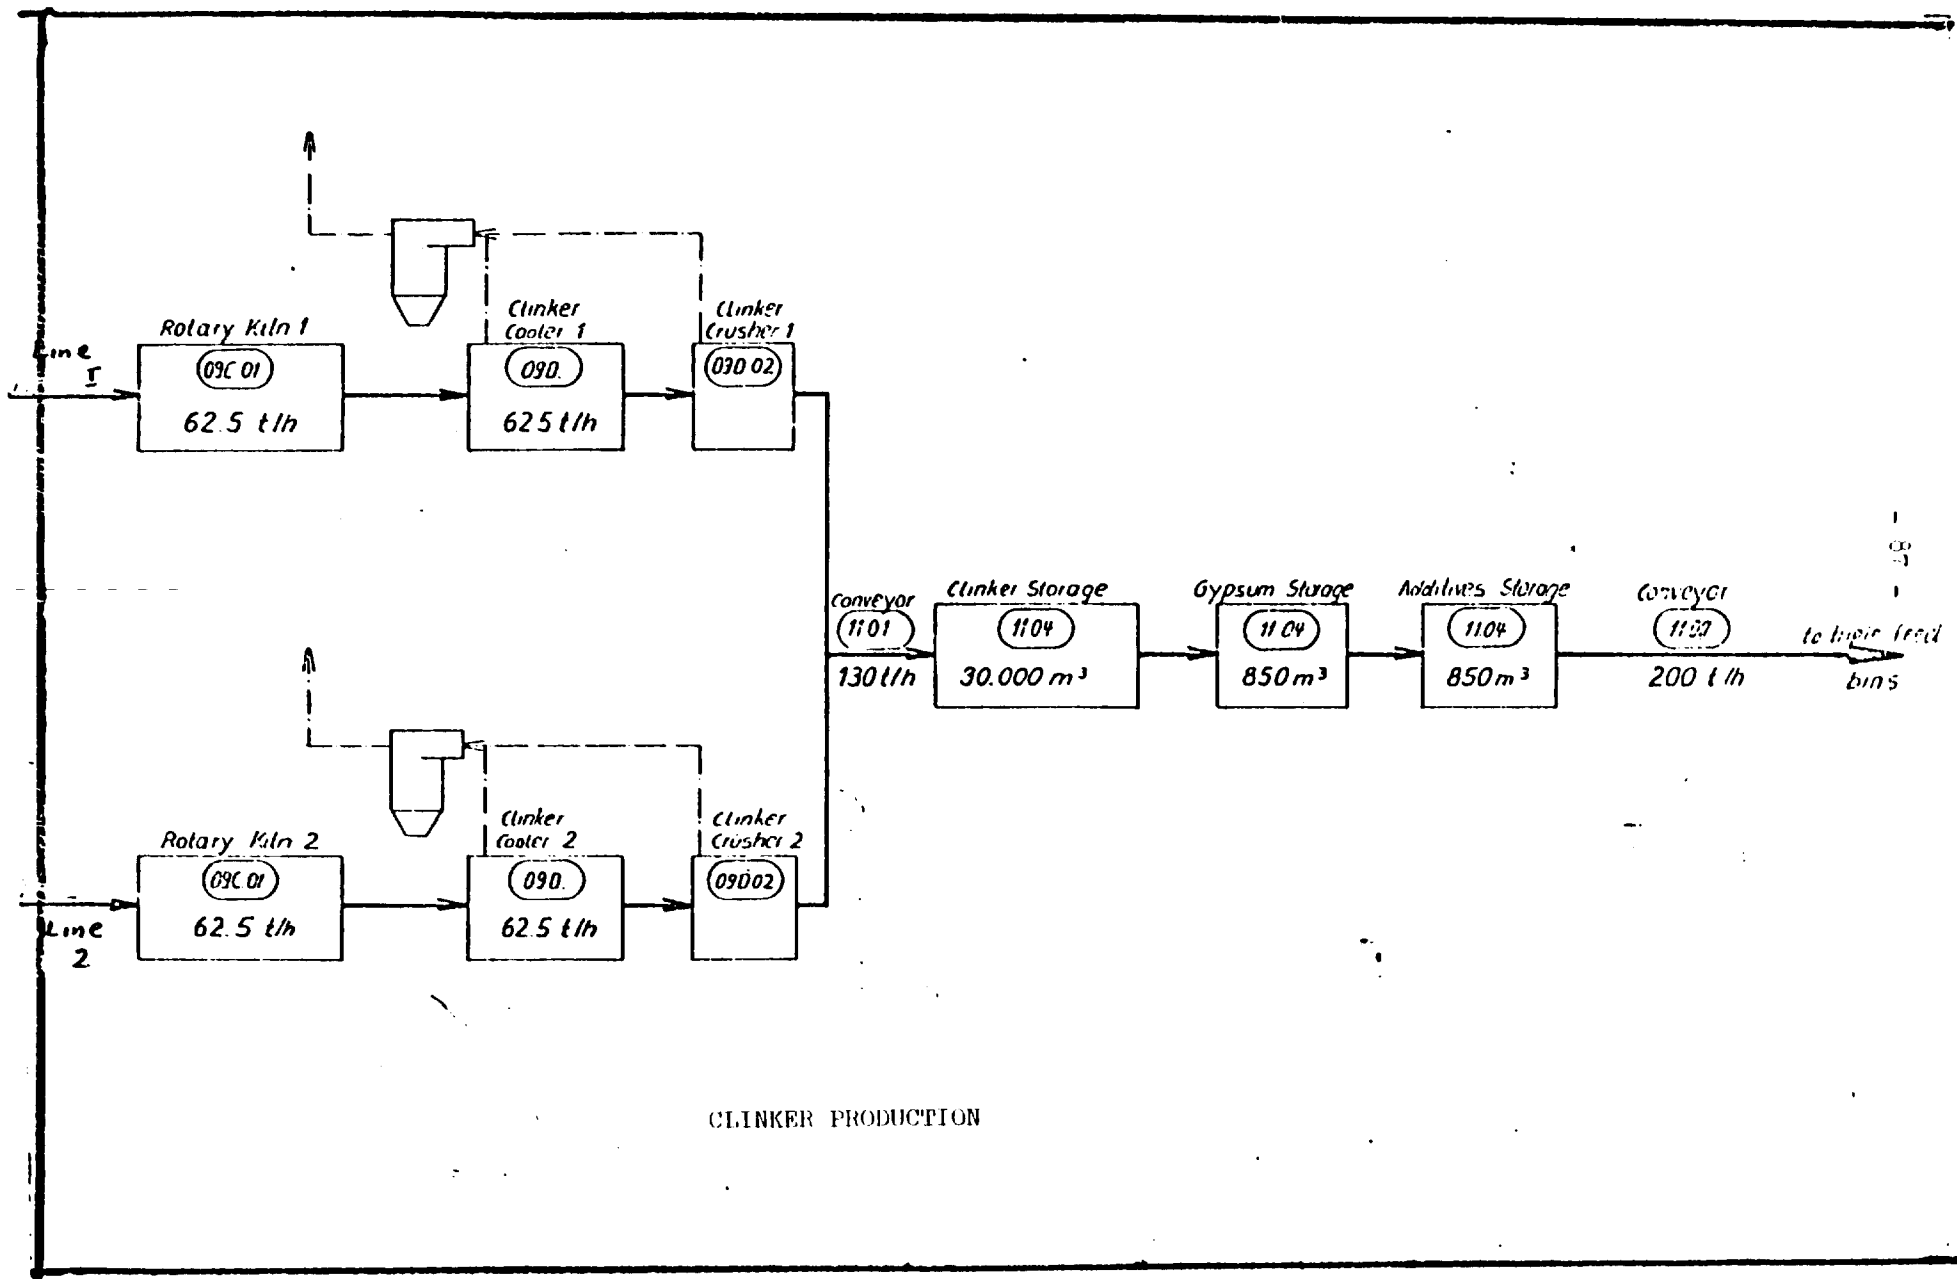 Rotary Kiln 1
Clinker
Cooler 1
Clinker
Crusher 1
Line
I
09C 01
09D.
09D 02
62.5 t/h
625 t/h
Conveyor
Clinker Storage
Gypsum Storage
Additives Storage
Conveyor
11 01
11 04
11 04
11.04
130 t/h
30.000 m³
850 m³
850 m³
200 t/h
to
feed
bins
Rotary Kiln 2
Clinker
Cooler 2
Clinker
Crusher 2
09C.01
09D.
09D02
62.5 t/h
62.5 t/h
Line
2
CLINKER PRODUCTION